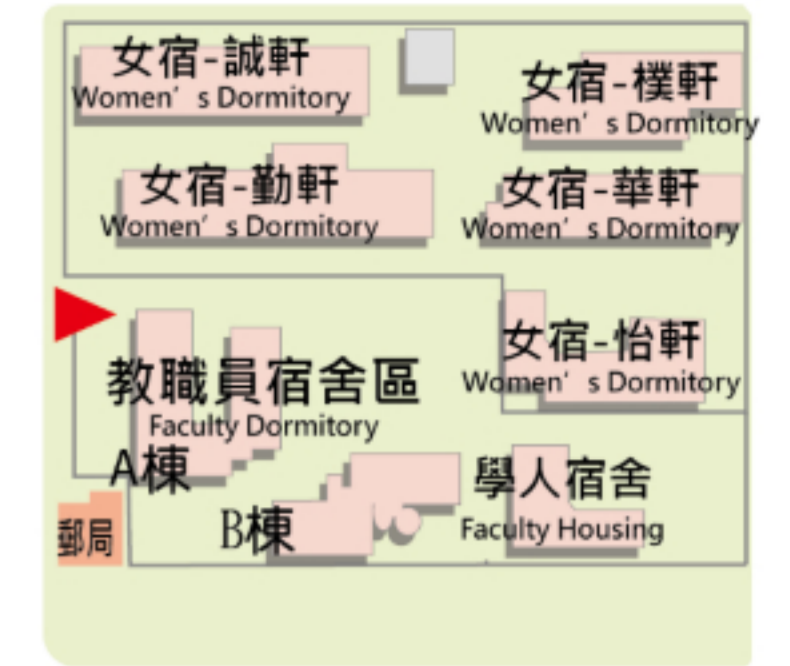 女宿-誠軒
Women's Dormitory
女宿-樸軒
Women's Dormitory
女宿-勤軒
Women's Dormitory
女宿-華軒
Women's Dormitory
女宿-怡軒
Women's Dormitory
教職員宿舍區
Faculty Dormitory
A棟
學人宿舍
Faculty Housing
B棟
郵局